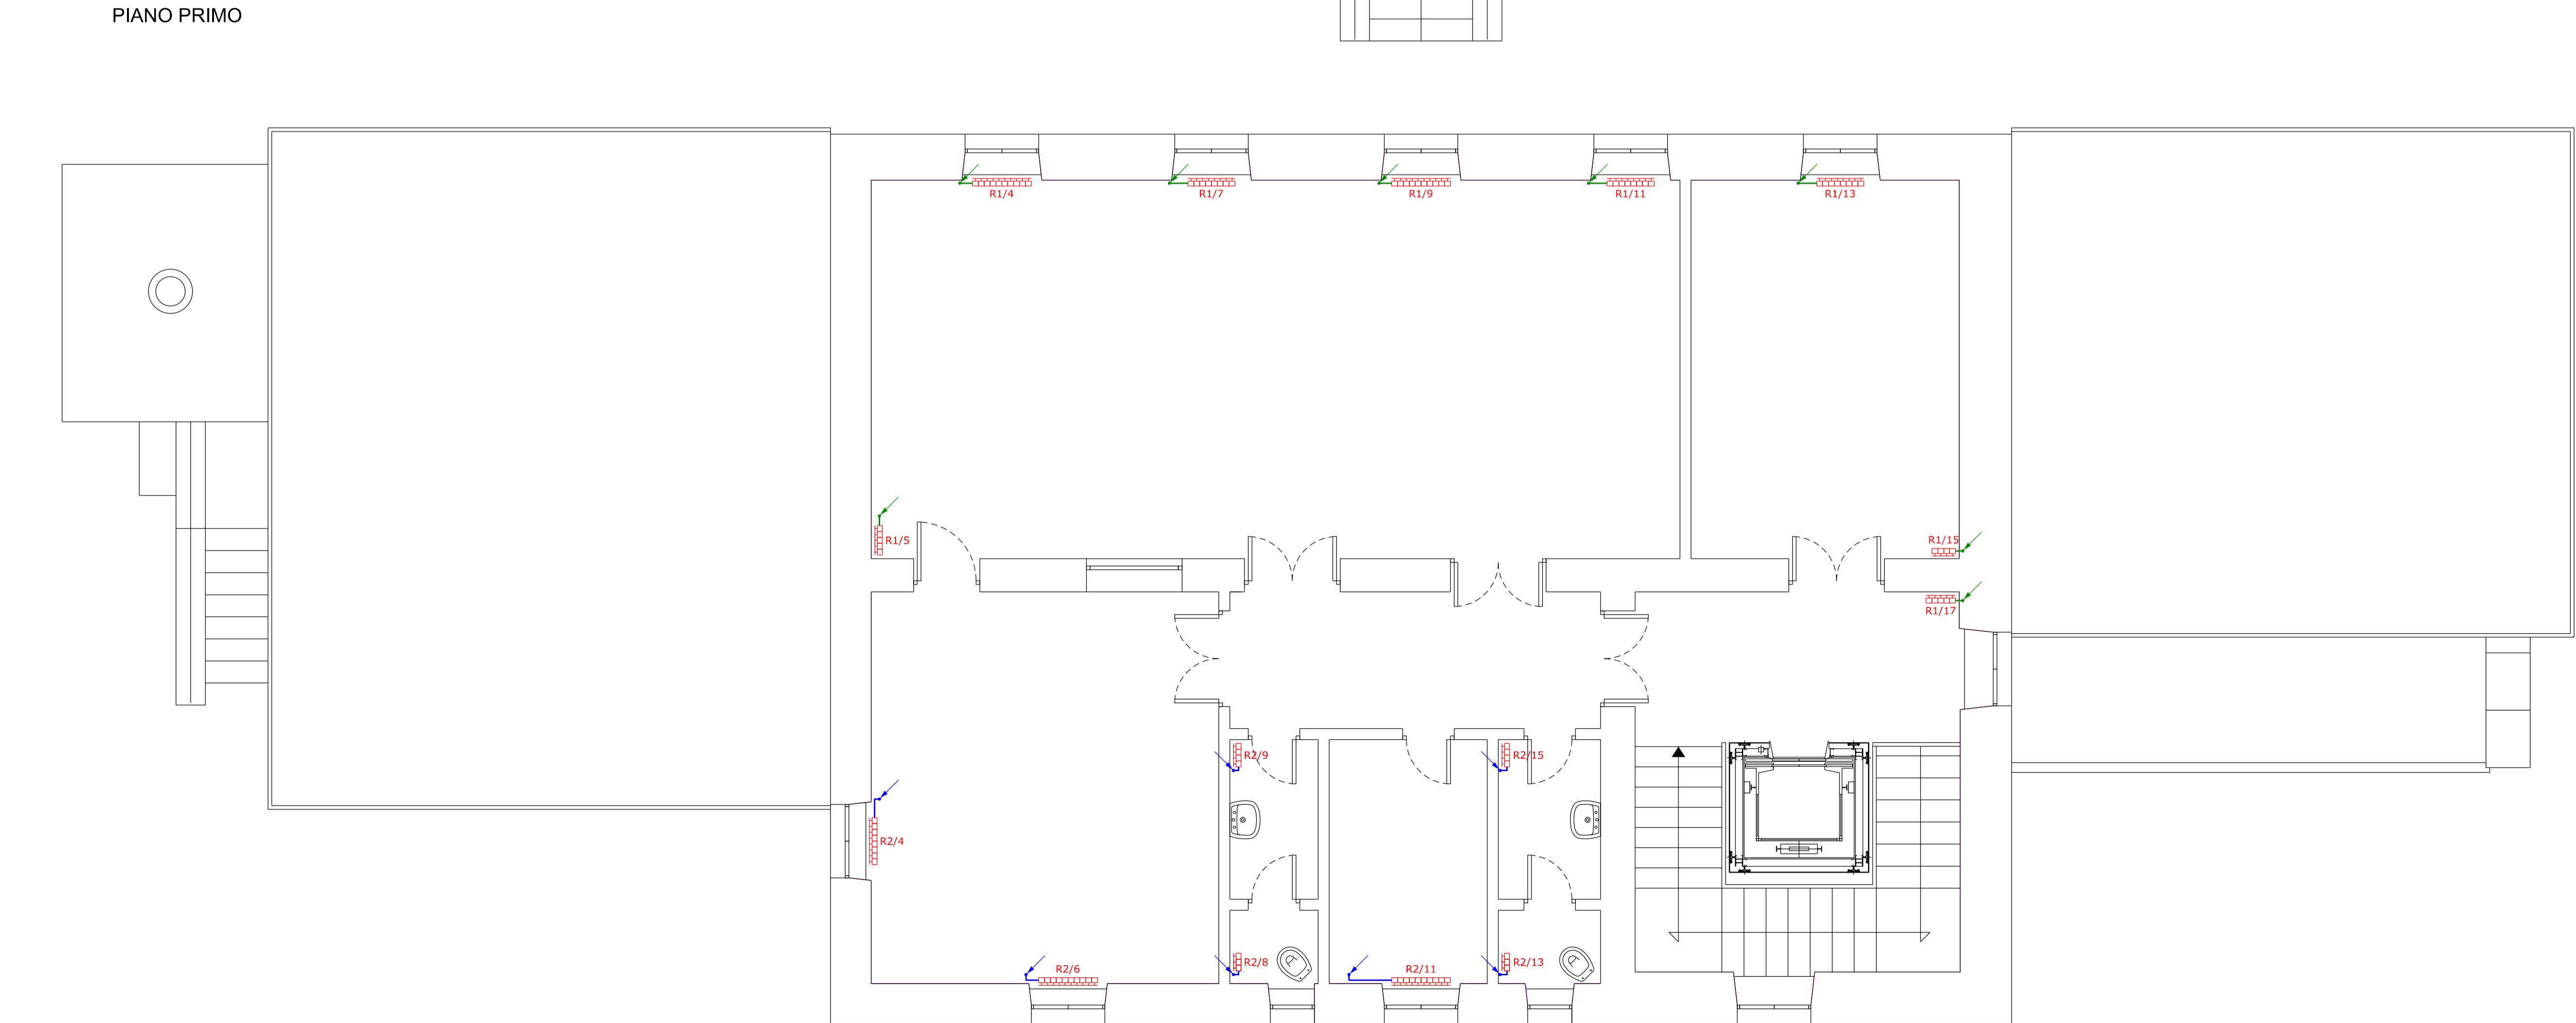 PIANO PRIMO
R1/4
R1/7
R1/9
R1/11
R1/13
R1/5
R1/15
R1/17
R2/9
R2/15
R2/4
R2/6
R2/8
R2/11
R2/13